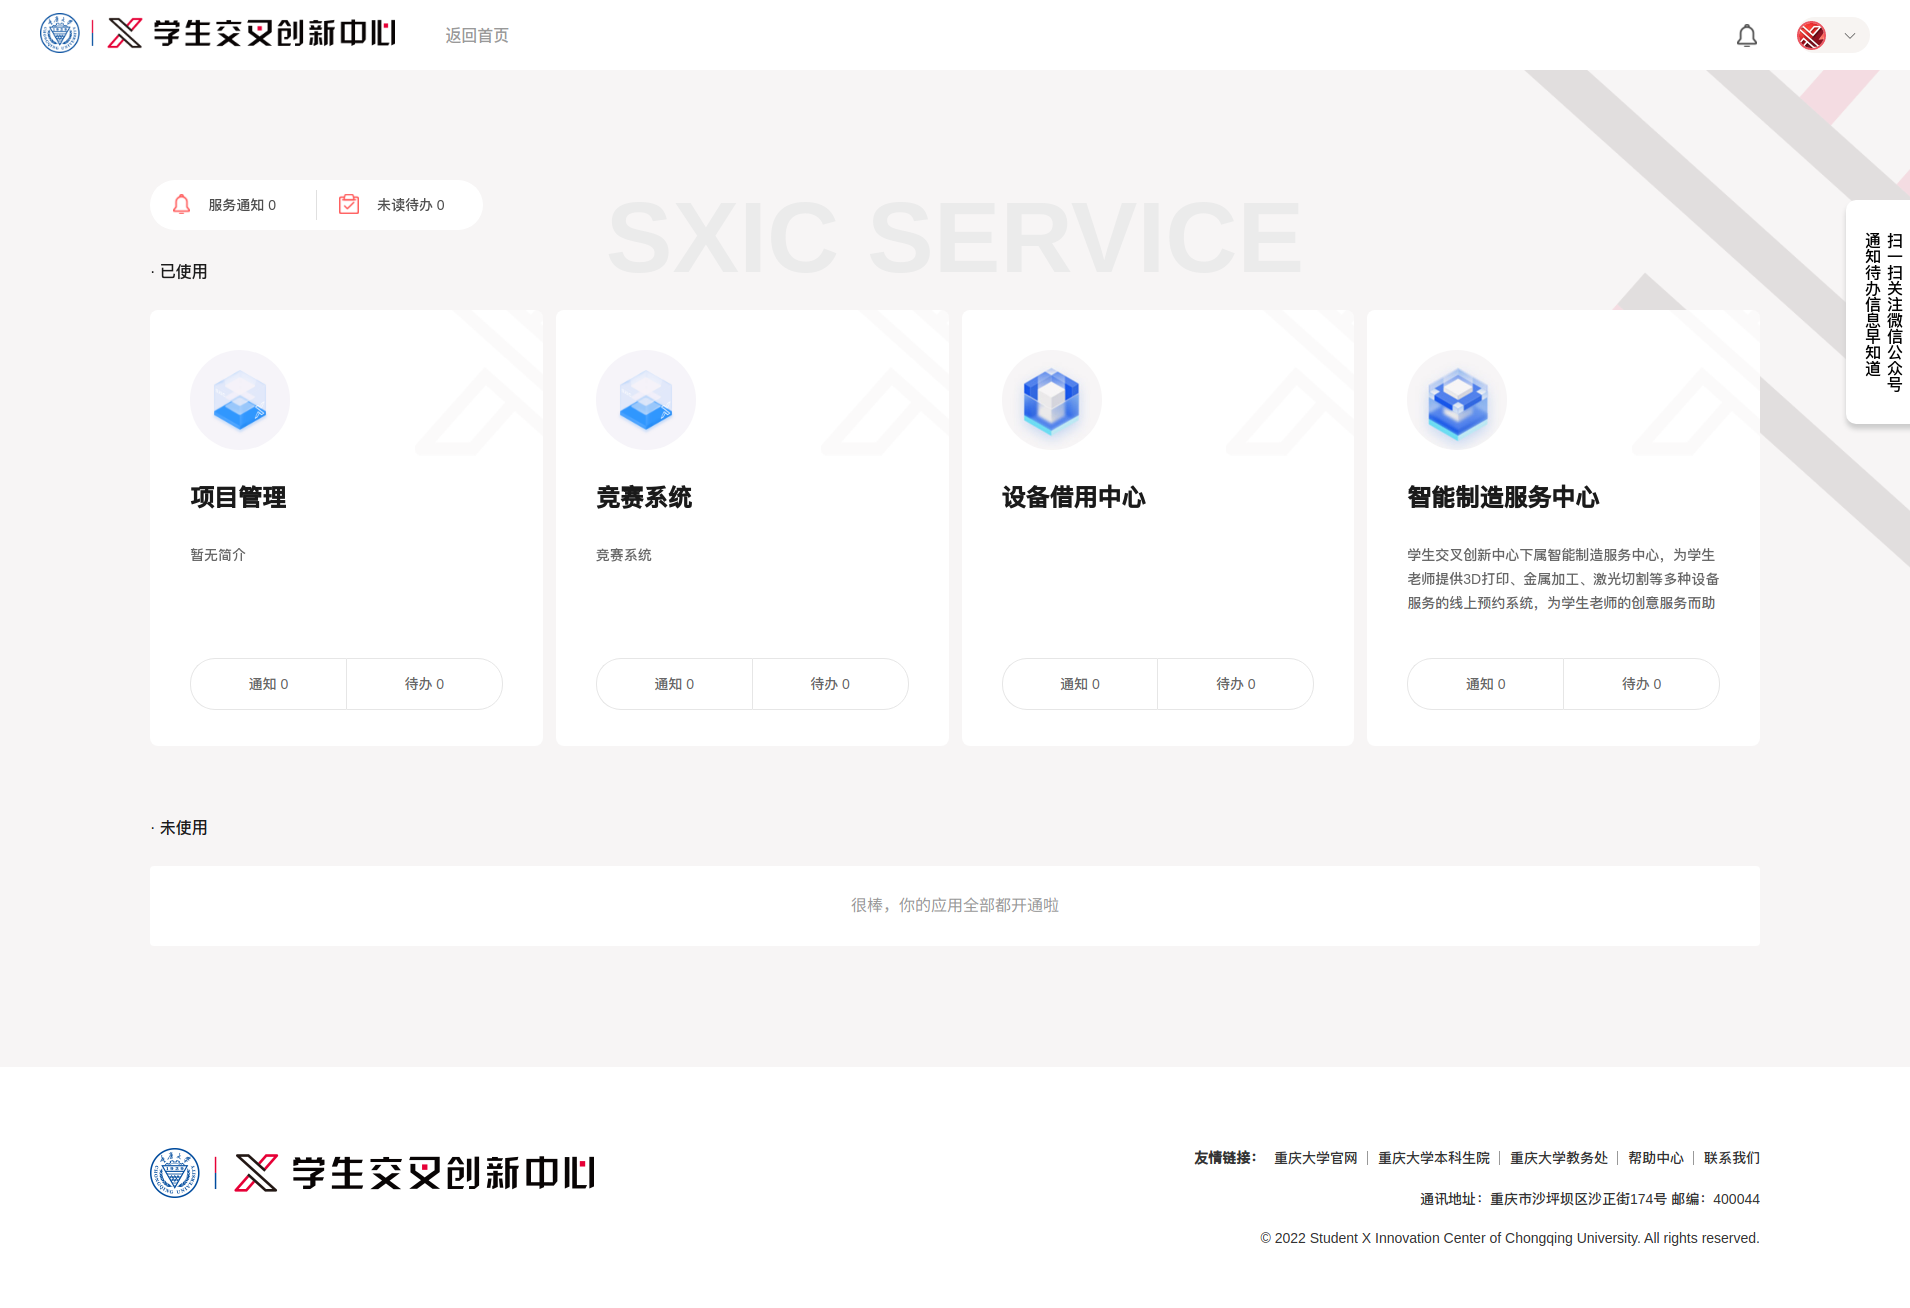 学生交叉创新中心
返回首页
服务通知 0
未读待办 0
SXIC SERVICE
· 已使用
扫一扫关注微信公众号
通知待办信息早知道
项目管理
暂无简介
通知 0
待办 0
竞赛系统
竞赛系统
通知 0
待办 0
设备借用中心
通知 0
待办 0
智能制造服务中心
学生交叉创新中心下属智能制造服务中心，为学生
老师提供3D打印、金属加工、激光切割等多种设备
服务的线上预约系统，为学生老师的创意服务而助
通知 0
待办 0
· 未使用
很棒，你的应用全部都开通啦
学生交叉创新中心
友情链接： 重庆大学官网 | 重庆大学本科生院 | 重庆大学教务处 | 帮助中心 | 联系我们
通讯地址：重庆市沙坪坝区沙正街174号 邮编：400044
© 2022 Student X Innovation Center of Chongqing University. All rights reserved.